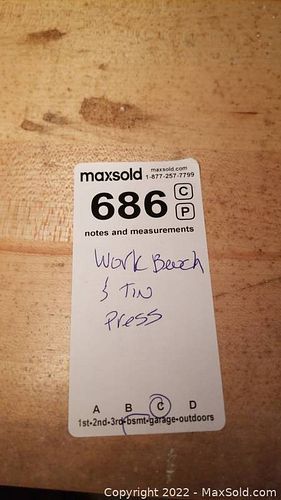 maxsold maxsold.com
1-877-257-7799
686 C
P
notes and measurements
Work Bench
& Tin
Press
A B C D
1st-2nd-3rd-bsmt-garage-outdoors
Copyright © 2022 - MaxSold.com